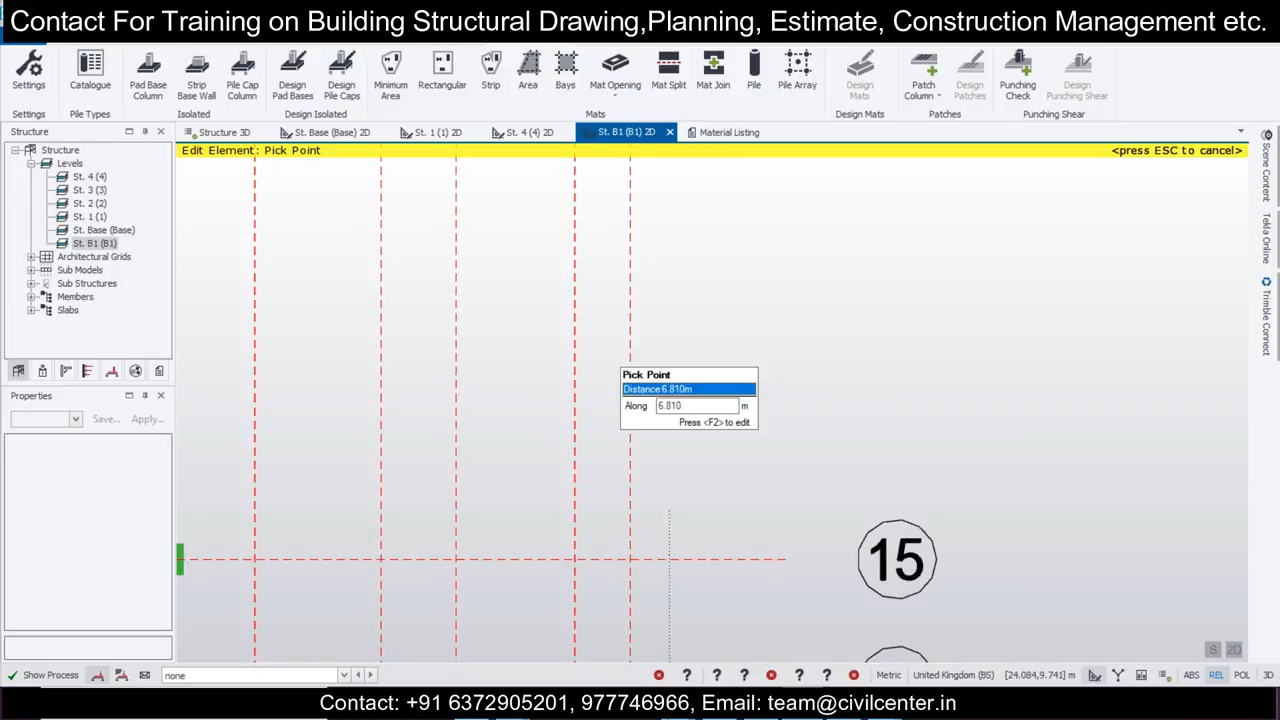 Contact For Training on Building Structural Drawing,Planning, Estimate, Construction Management etc.
Settings
Catalogue
Pad Base Column
Strip Base Wall
Pile Cap Column
Design Pad Bases
Design Pile Caps
Minimum Area
Rectangular
Strip
Area
Bays
Mat Opening
Mat Split
Mat Join
Pile
Pile Array
Design Mats
Patch Column
Design Patches
Punching Check
Design Punching Shear
Settings
Pile Types
Isolated
Design Isolated
Mats
Design Mats
Patches
Punching Shear
Structure
Structure 3D
St. Base (Base) 2D
St. 1 (1) 2D
St. 4 (4) 2D
St. B1 (B1) 2D
Material Listing
Edit Element: Pick Point
<press ESC to cancel>
Structure
Levels
St. 4 (4)
St. 3 (3)
St. 2 (2)
St. 1 (1)
St. Base (Base)
St. B1 (B1)
Architectural Grids
Sub Models
Sub Structures
Members
Slabs
Scene Content
Tekla Online
Trimble Connect
Properties
Save...
Apply...
Pick Point
Distance 6.810m
Along 6.810 m
Press <F2> to edit
15
S 2D
Show Process
none
Metric
United Kingdom (BS)
[24.084,9.741] m
ABS
REL
POL
3D
Contact: +91 6372905201, 977746966, Email: team@civilcenter.in